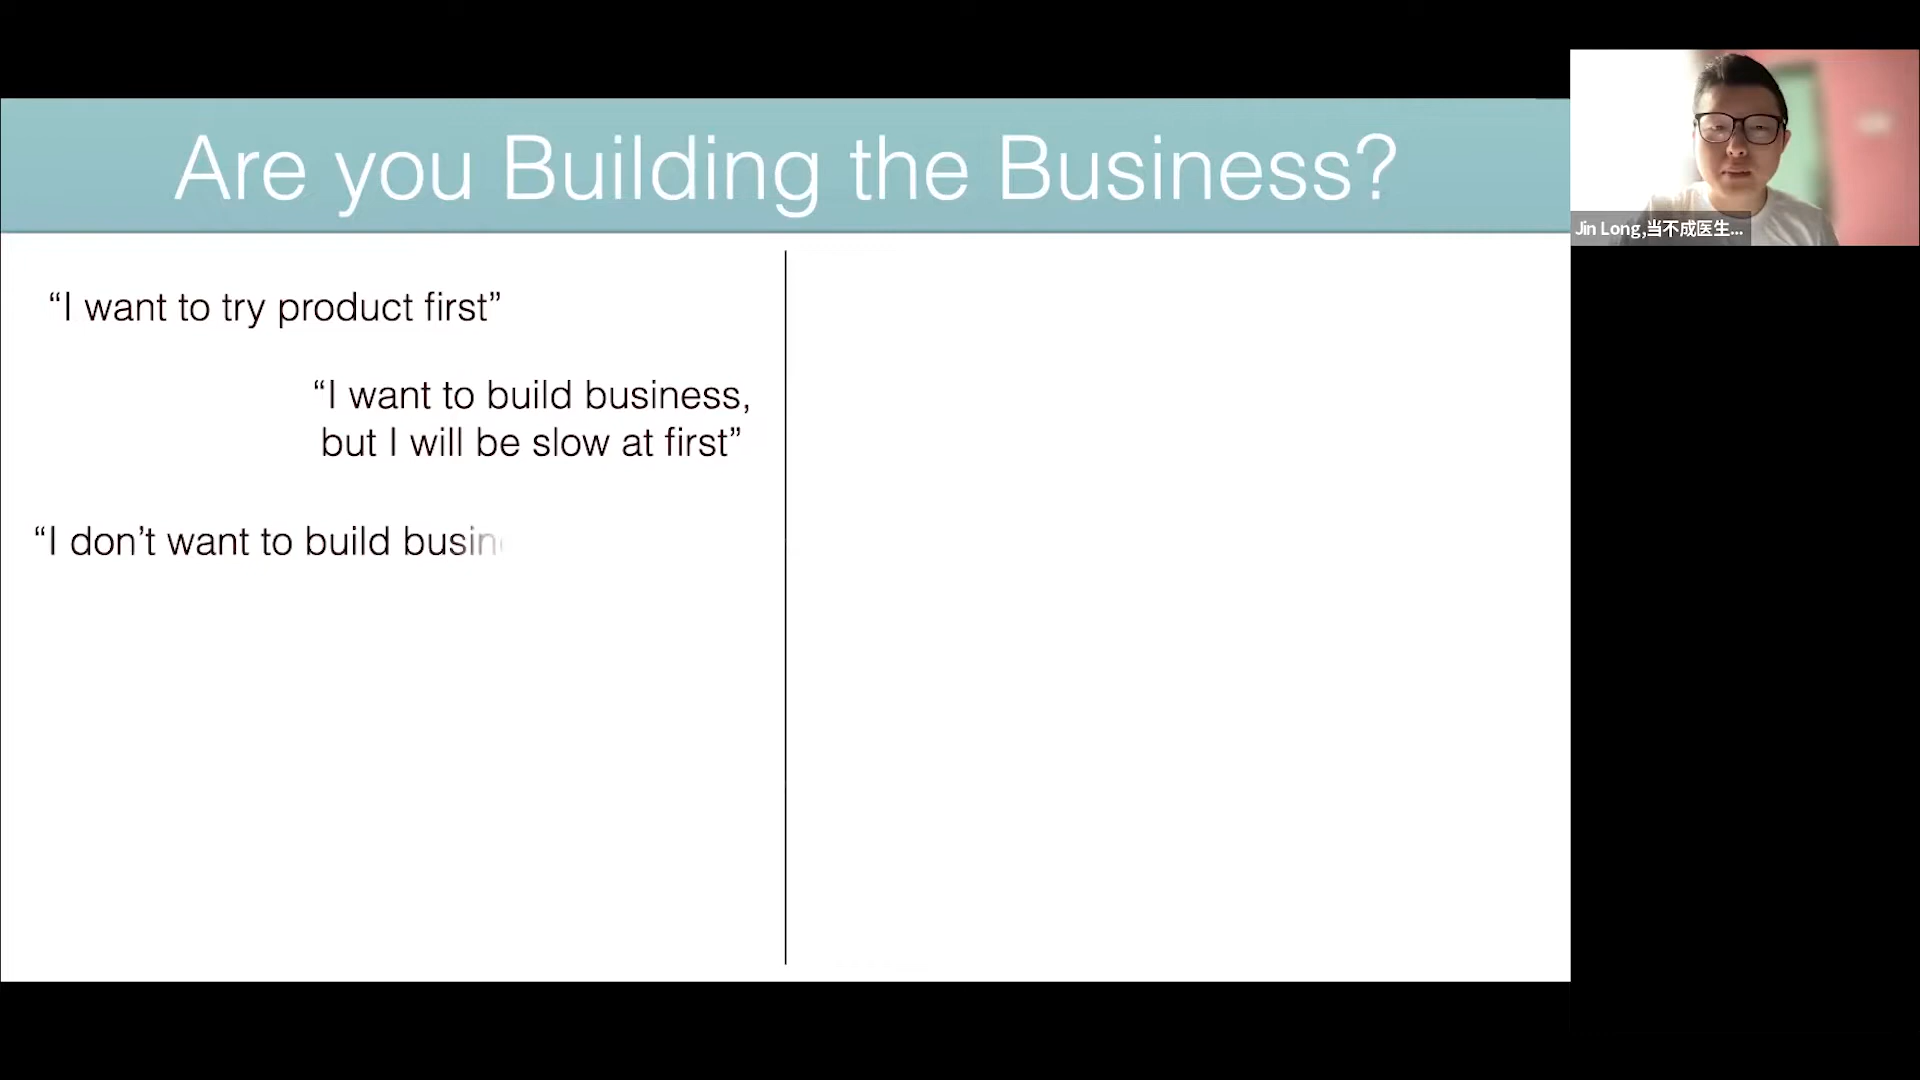 Are you Building the Business?
Jin Long,当不成医生...
“I want to try product first”
“I want to build business,
but I will be slow at first”
“I don’t want to build busin